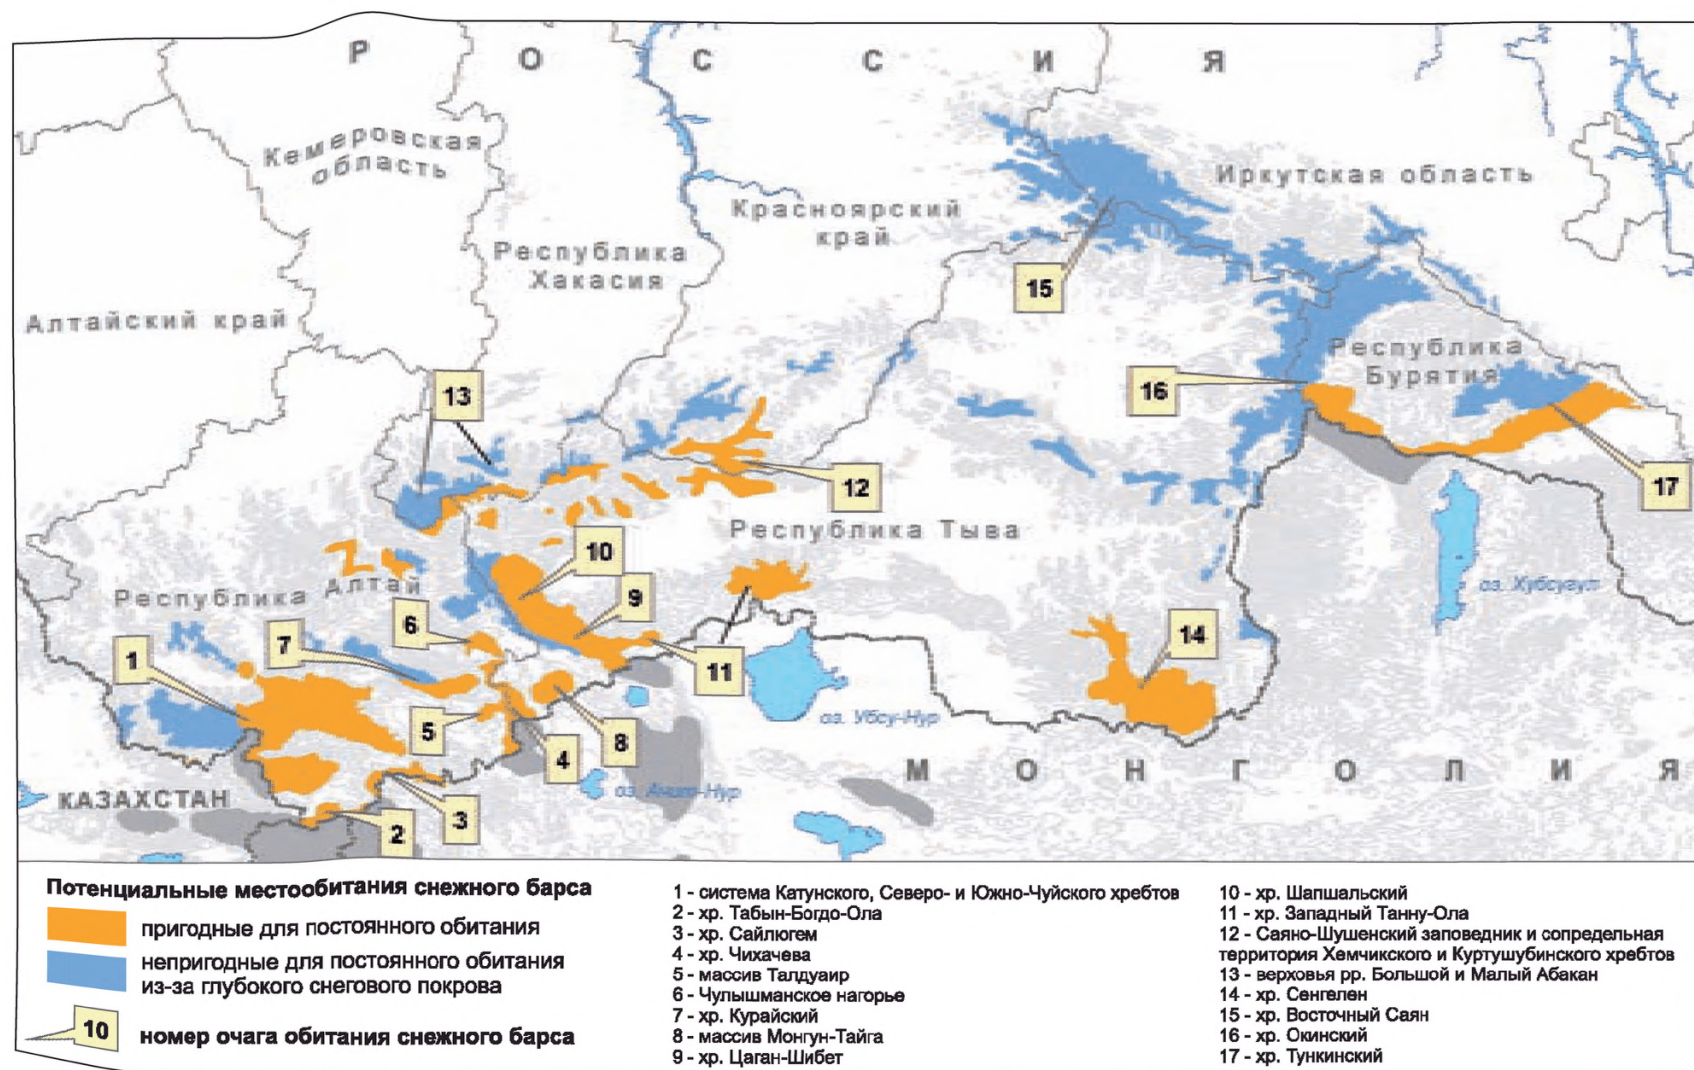 Р О С С И Я
Кемеровская
область
Иркутская область
Красноярский
край
Республика
Хакасия
15
Алтайский край
Республика
Бурятия
16
13
12
17
Республика Тыва
10
оз. Хубсугул
Республика Алтай
9
6
14
7
1
11
оз. Убсу-Нур
5
8
4
М О Н Г О Л И Я
КАЗАХСТАН
оз. Ачит-Нур
3
2
Потенциальные местообитания снежного барса
пригодные для постоянного обитания
непригодные для постоянного обитания
из-за глубокого снегового покрова
10
номер очага обитания снежного барса
1 - система Катунского, Северо- и Южно-Чуйского хребтов
2 - хр. Табын-Богдо-Ола
3 - хр. Сайлюгем
4 - хр. Чихачева
5 - массив Талдуаир
6 - Чулышманское нагорье
7 - хр. Курайский
8 - массив Монгун-Тайга
9 - хр. Цаган-Шибет
10 - хр. Шапшальский
11 - хр. Западный Танну-Ола
12 - Саяно-Шушенский заповедник и сопредельная
территория Хемчикского и Куртушубинского хребтов
13 - верховья рр. Большой и Малый Абакан
14 - хр. Сенгелен
15 - хр. Восточный Саян
16 - хр. Окинский
17 - хр. Тункинский